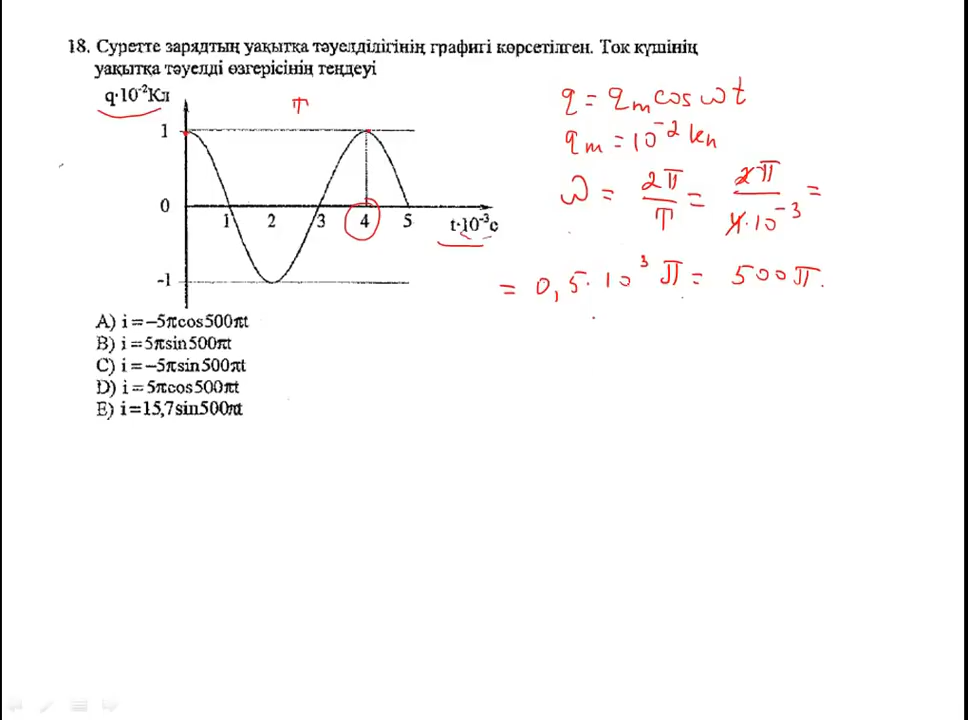 18. Суретте зарядтың уақытқа тәуелділігінің графигі көрсетілген. Ток күшінің
уақытқа тәуелді өзгерісінің теңдеуі
q·10⁻²Кл
T
1
0
-1
1 2 3 4 5
t·10⁻³с
q = qₘ cos ωt
qₘ = 10⁻² Кл
ω = 2π/T = 2π/4·10⁻³ =
= 0,5·10³ π = 500π.
A) i = –5πcos500πt
B) i = 5πsin500πt
C) i = –5πsin500πt
D) i = 5πcos500πt
E) i=15,7sin500πt